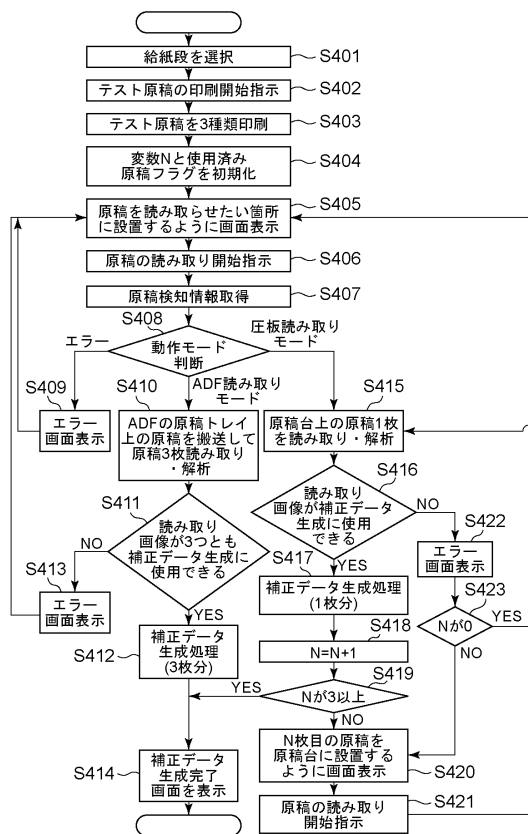 給紙段を選択
S401
テスト原稿の印刷開始指示
S402
テスト原稿を3種類印刷
S403
変数Nと使用済み
原稿フラグを初期化
S404
原稿を読み取らせたい箇所
に設置するように画面表示
S405
原稿の読み取り開始指示
S406
原稿検知情報取得
S407
S408
動作モード
判断
エラー
圧板読み取り
モード
ADF読み取り
モード
S409
エラー
画面表示
S410
ADFの原稿トレイ
上の原稿を搬送して
原稿3枚読み取り
・解析
S415
原稿台上の原稿1枚
を読み取り・解析
S411
読み取り
画像が3つとも
補正データ生成に
使用できる
NO
YES
S413
エラー
画面表示
S412
補正データ
生成処理
(3枚分)
S416
読み取り
画像が補正データ
生成に使用
できる
NO
YES
S422
エラー
画面表示
S423
Nが0
YES
NO
S417
補正データ生成処理
(1枚分)
S418
N=N+1
S419
Nが3以上
YES
NO
S414
補正データ
生成完了
画面を表示
N枚目の原稿を
原稿台に設置する
ように画面表示
S420
原稿の読み取り
開始指示
S421